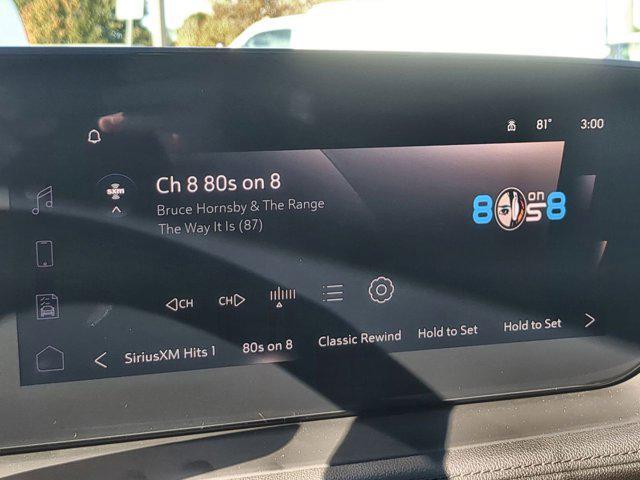 81° 3:00
sxm
Ch 8 80s on 8
Bruce Hornsby & The Range
The Way It Is (87)
80s on 8
CH CH
SiriusXM Hits 1 80s on 8 Classic Rewind Hold to Set Hold to Set